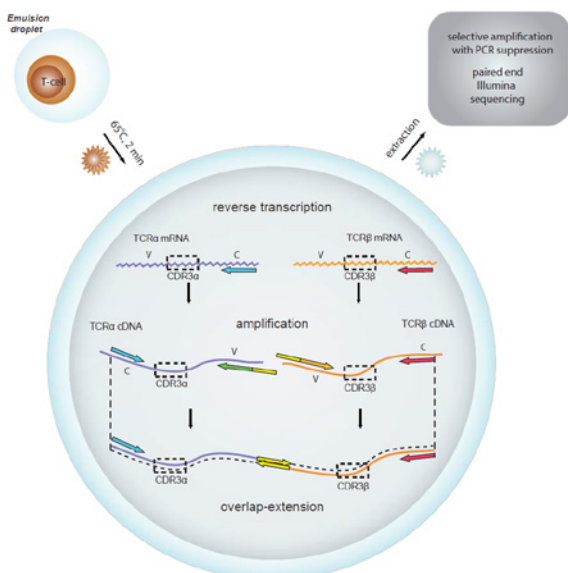 Emulsion
droplet
T-cell
65°C, 2 min
selective amplification
with PCR suppression
paired end
Illumina
sequencing
extraction
reverse transcription
TCRα mRNA
TCRβ mRNA
V
C
V
C
CDR3α
CDR3β
TCRα cDNA
amplification
TCRβ cDNA
V
C
C
V
CDR3α
CDR3β
CDR3α
CDR3β
overlap-extension